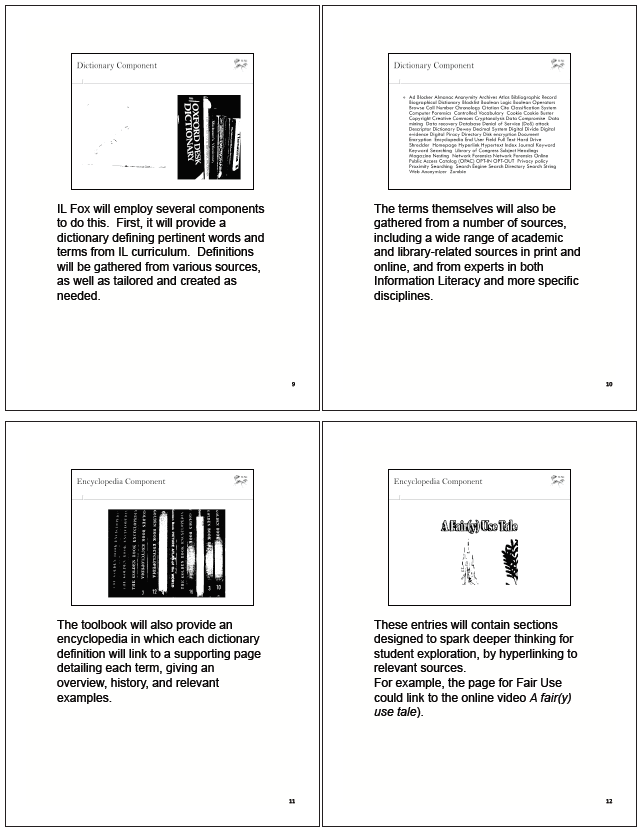 Dictionary Component
OXFORD DESK
DICTIONARY
IL Fox will employ several components
to do this.  First, it will provide a
dictionary defining pertinent words and
terms from IL curriculum.  Definitions
will be gathered from various sources,
as well as tailored and created as
needed.
9
Dictionary Component
Ad Blocker Almanac Anonymity Archives Atlas Bibliographic Record
Biographical Dictionary Blacklist Boolean Logic Boolean Operators
Browse Call Number Chronology Citation Cite Classification System
Computer Forensics Controlled Vocabulary Cookie Cookie Buster
Copyright Creative Commons Cryptanalysis Data Compromise Data
mining Data recovery Database Denial of Service (DoS) attack
Descriptor Dictionary Dewey Decimal System Digital Divide Digital
evidence Digital Piracy Directory Disk encryption Document
Encryption Encyclopedia End User Field Full Text Hard Drive
Shredder Homepage Hyperlink Hypertext Index Journal Keyword
Keyword Searching Library of Congress Subject Headings
Magazine Nesting Network Forensics Network Forensics Online
Public Access Catalog (OPAC) OPT-IN OPT-OUT Privacy policy
Proximity Searching Search Engine Search Directory Search String
Web Anonymizer Zombie
The terms themselves will also be
gathered from a number of sources,
including a wide range of academic
and library-related sources in print and
online, and from experts in both
Information Literacy and more specific
disciplines.
10
Encyclopedia Component
The toolbook will also provide an
encyclopedia in which each dictionary
definition will link to a supporting page
detailing each term, giving an
overview, history, and relevant
examples.
11
Encyclopedia Component
A Fair(y) Use Tale
These entries will contain sections
designed to spark deeper thinking for
student exploration, by hyperlinking to
relevant sources.
For example, the page for Fair Use
could link to the online video A fair(y)
use tale).
12